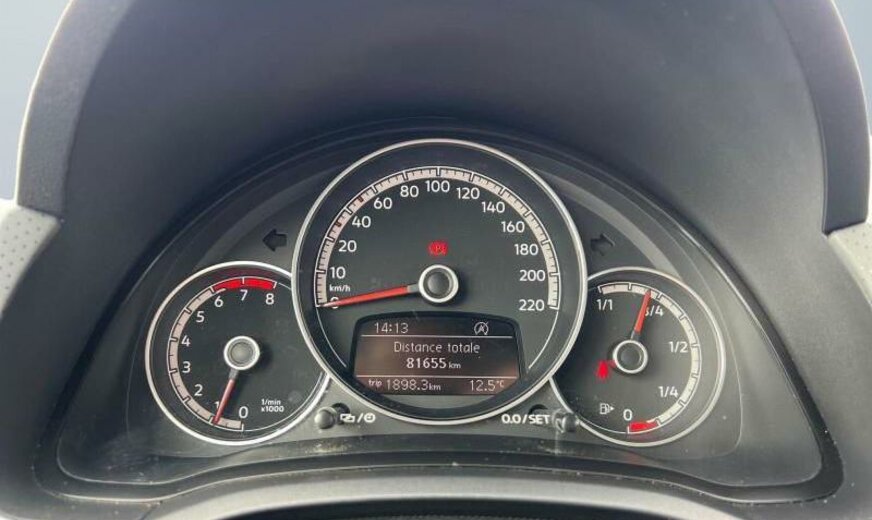 0 10 20 40 60 80 100 120 140 160 180 200 220
km/h
(P)
14:13
Distance totale
81655 km
trip 1898.3 km 12.5°C
0 1 2 3 4 5 6 7 8
1/min
x1000
1/1 3/4 1/2 1/4 0
0.0/SET